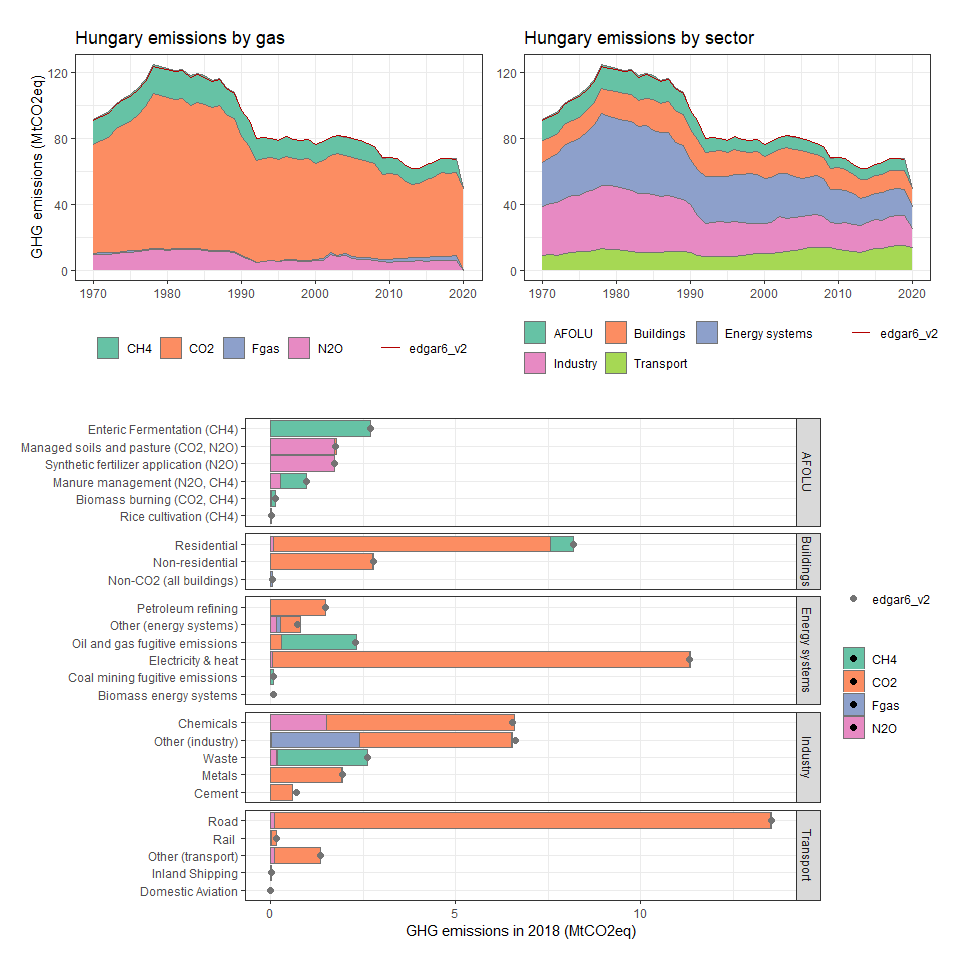 Hungary emissions by gas
GHG emissions (MtCO2eq)
120
80
40
0
1970 1980 1990 2000 2010 2020
CH4 CO2 Fgas N2O edgar6_v2
Hungary emissions by sector
120
80
40
0
1970 1980 1990 2000 2010 2020
AFOLU Buildings Energy systems edgar6_v2
Industry Transport
Enteric Fermentation (CH4)
Managed soils and pasture (CO2, N2O)
Synthetic fertilizer application (N2O)
Manure management (N2O, CH4)
Biomass burning (CO2, CH4)
Rice cultivation (CH4)
AFOLU
Residential
Non-residential
Non-CO2 (all buildings)
Buildings
Petroleum refining
Other (energy systems)
Oil and gas fugitive emissions
Electricity & heat
Coal mining fugitive emissions
Biomass energy systems
Energy systems
Chemicals
Other (industry)
Waste
Metals
Cement
Industry
Road
Rail
Other (transport)
Inland Shipping
Domestic Aviation
Transport
0 5 10
GHG emissions in 2018 (MtCO2eq)
edgar6_v2
CH4
CO2
Fgas
N2O